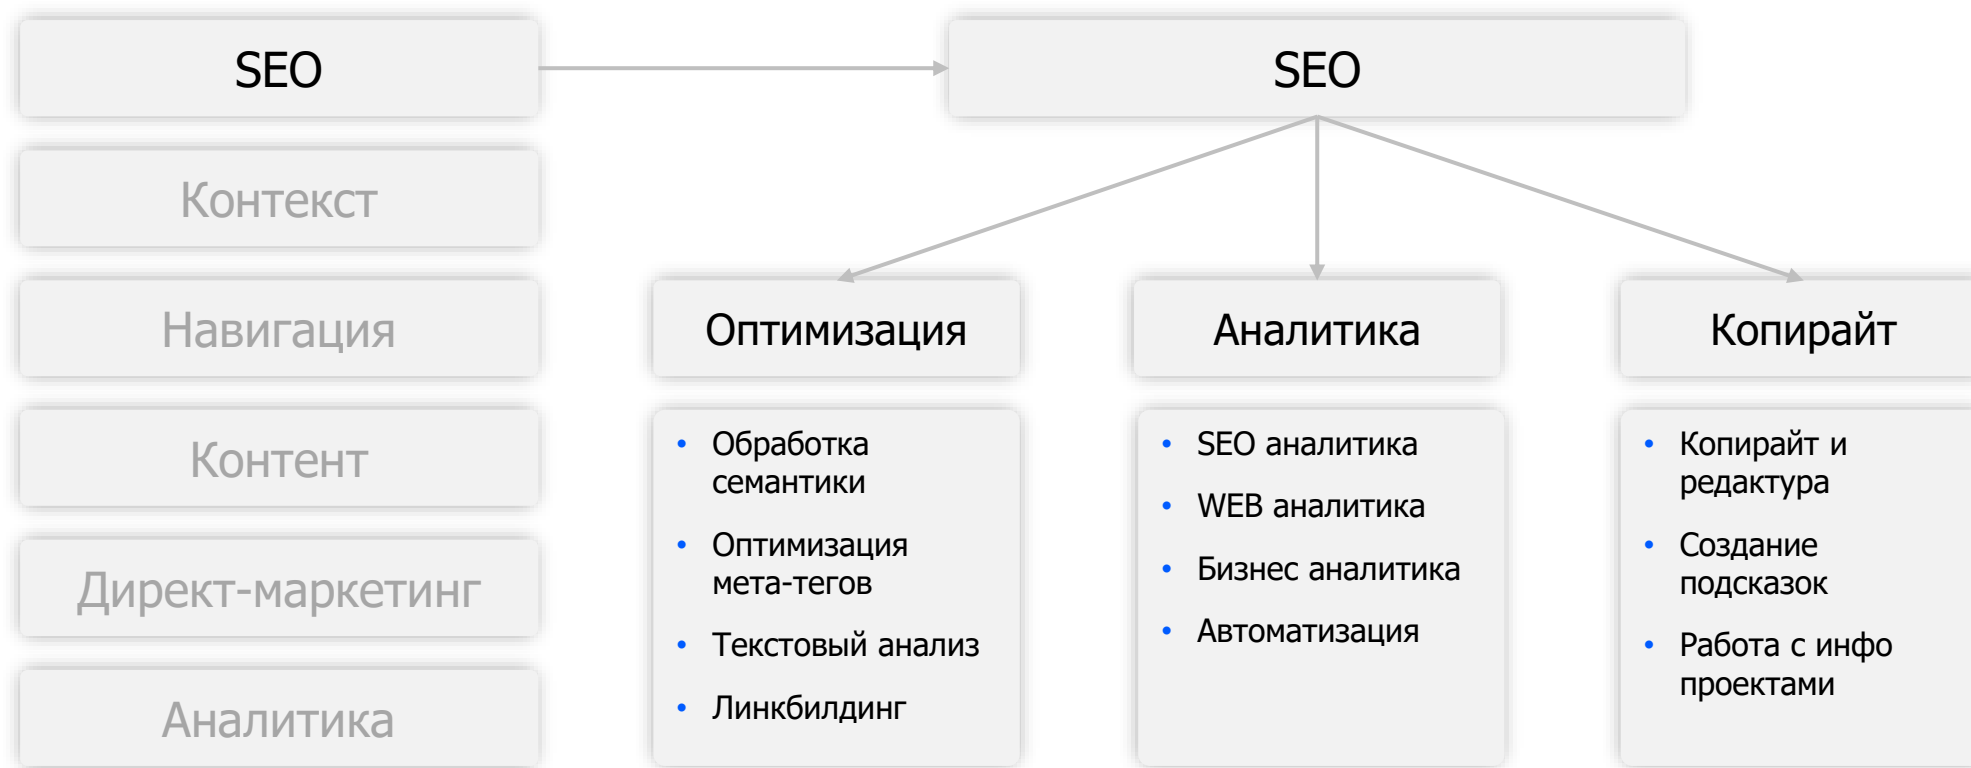 SEO
Контекст
Навигация
Контент
Директ-маркетинг
Аналитика
SEO
Оптимизация
Обработка
семантики
Оптимизация
мета-тегов
Текстовый анализ
Линкбилдинг
Аналитика
SEO аналитика
WEB аналитика
Бизнес аналитика
Автоматизация
Копирайт
Копирайт и
редактура
Создание
подсказок
Работа с инфо
проектами